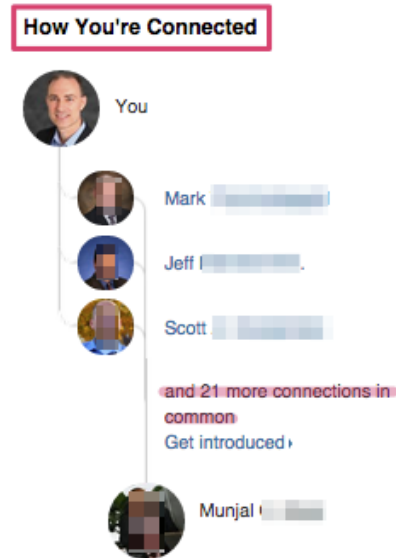 How You're Connected
You
Mark
Jeff
Scott
and 21 more connections in
common
Get introduced
Munjal